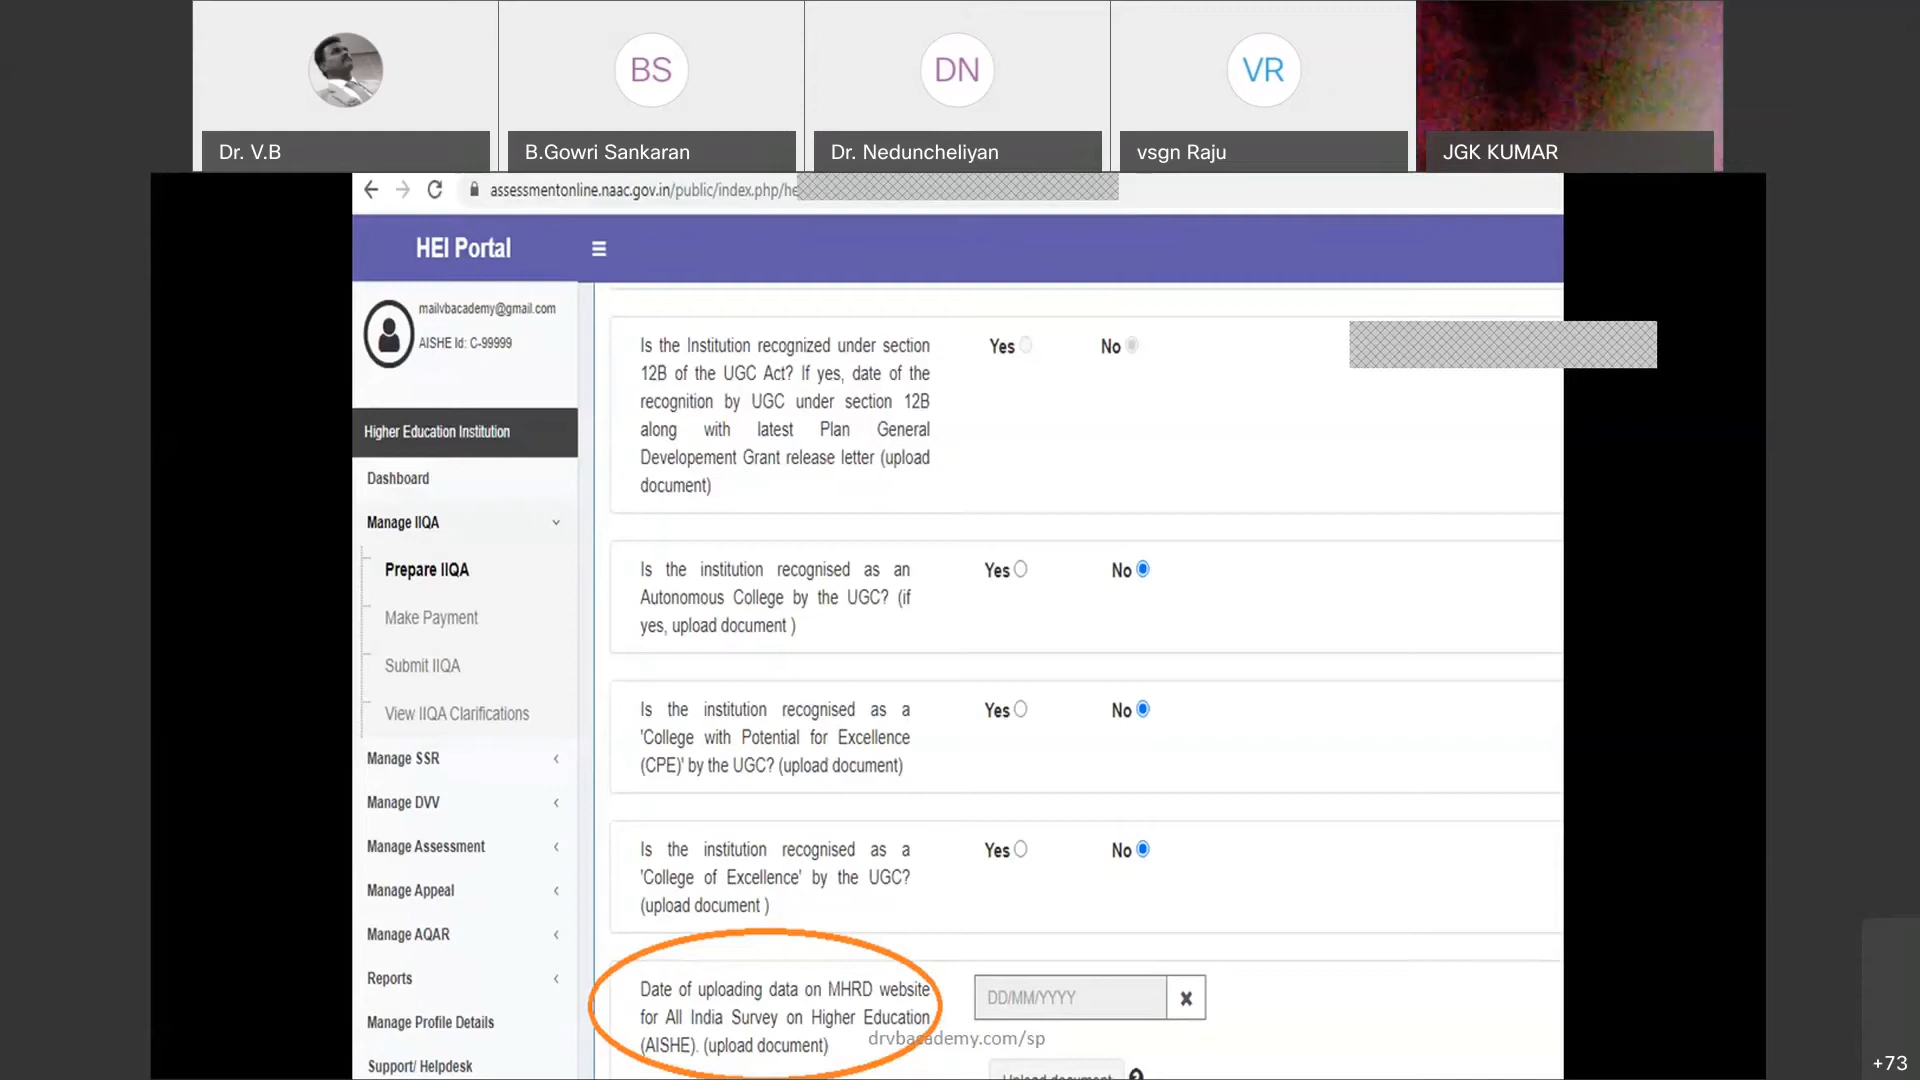 BS
DN
VR
Dr. V.B
B.Gowri Sankaran
Dr. Neduncheliyan
vsgn Raju
JGK KUMAR
assessmentonline.naac.gov.in/public/index.php/he
HEI Portal
mailvbacademy@gmail.com
AISHE Id: C-99999
Higher Education Institution
Dashboard
Manage IIQA
Prepare IIQA
Make Payment
Submit IIQA
View IIQA Clarifications
Manage SSR
Manage DVV
Manage Assessment
Manage Appeal
Manage AQAR
Reports
Manage Profile Details
Support/ Helpdesk
Is the Institution recognized under section
12B of the UGC Act? If yes, date of the
recognition by UGC under section 12B
along with latest Plan General
Developement Grant release letter (upload
document)
Yes No
Is the institution recognised as an
Autonomous College by the UGC? (if
yes, upload document )
Yes No
Is the institution recognised as a
'College with Potential for Excellence
(CPE)' by the UGC? (upload document)
Yes No
Is the institution recognised as a
'College of Excellence' by the UGC?
(upload document )
Yes No
Date of uploading data on MHRD website
for All India Survey on Higher Education
(AISHE). (upload document)
DD/MM/YYYY
drvbacademy.com/sp
Upload document
+73